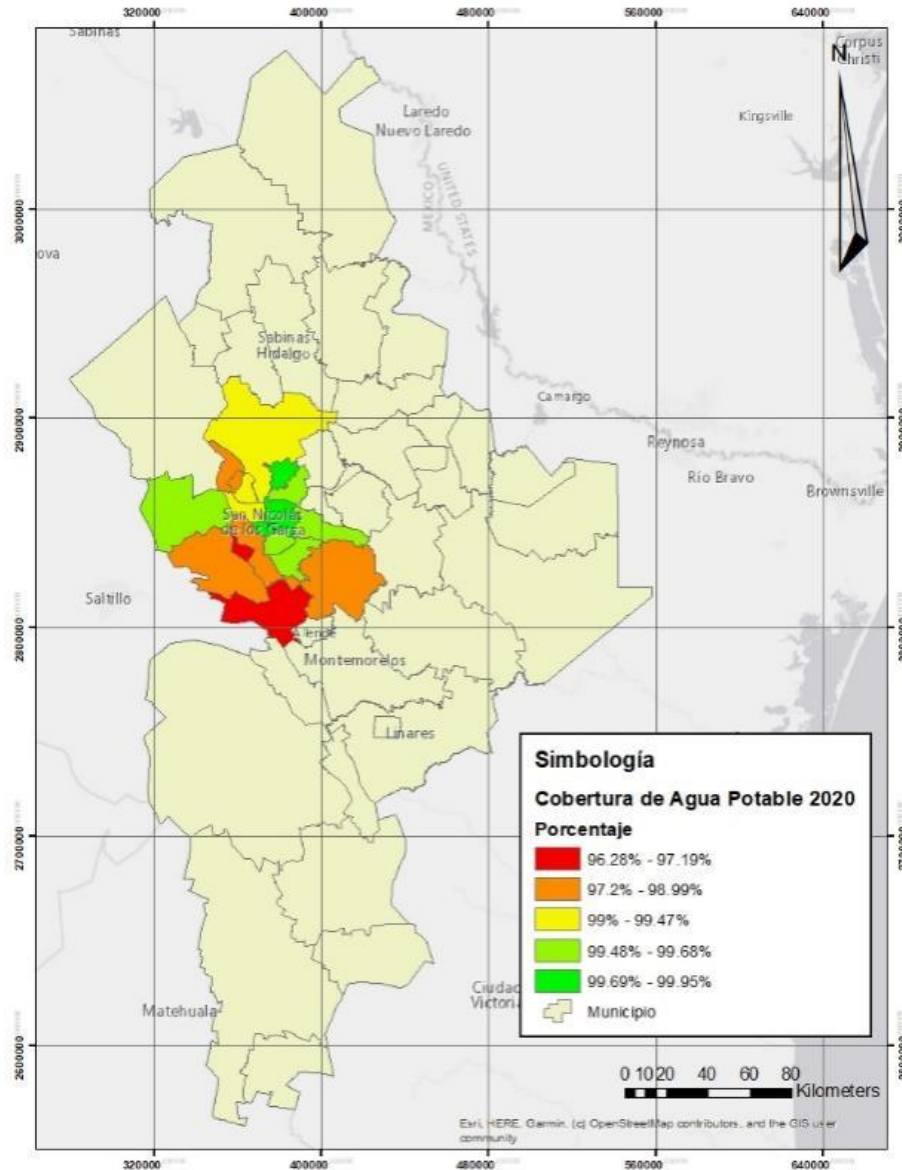 320000 400000 480000 560000 640000
Sabinas
Corpus
Christi
N
Laredo
Nuevo Laredo
Kingsville
MEXICO
UNITED STATES
3000000
ova
Sabinas
Hidalgo
Camargo
2900000 2900000
Reynosa
Río Bravo
Brownsville
San Nicolás
de los Garza
Saltillo
2800000 2800000
Allende
Montemorelos
Linares
Simbología
Cobertura de Agua Potable 2020
Porcentaje
96.28% - 97.19%
97.2% - 98.99%
99% - 99.47%
99.48% - 99.68%
99.69% - 99.95%
Municipio
2700000
Ciudad
Victoria
Matehuala
2600000
0 10 20 40 60 80
Kilometers
Esri, HERE, Garmin, (c) OpenStreetMap contributors, and the GIS user
community
320000 400000 480000 560000 640000